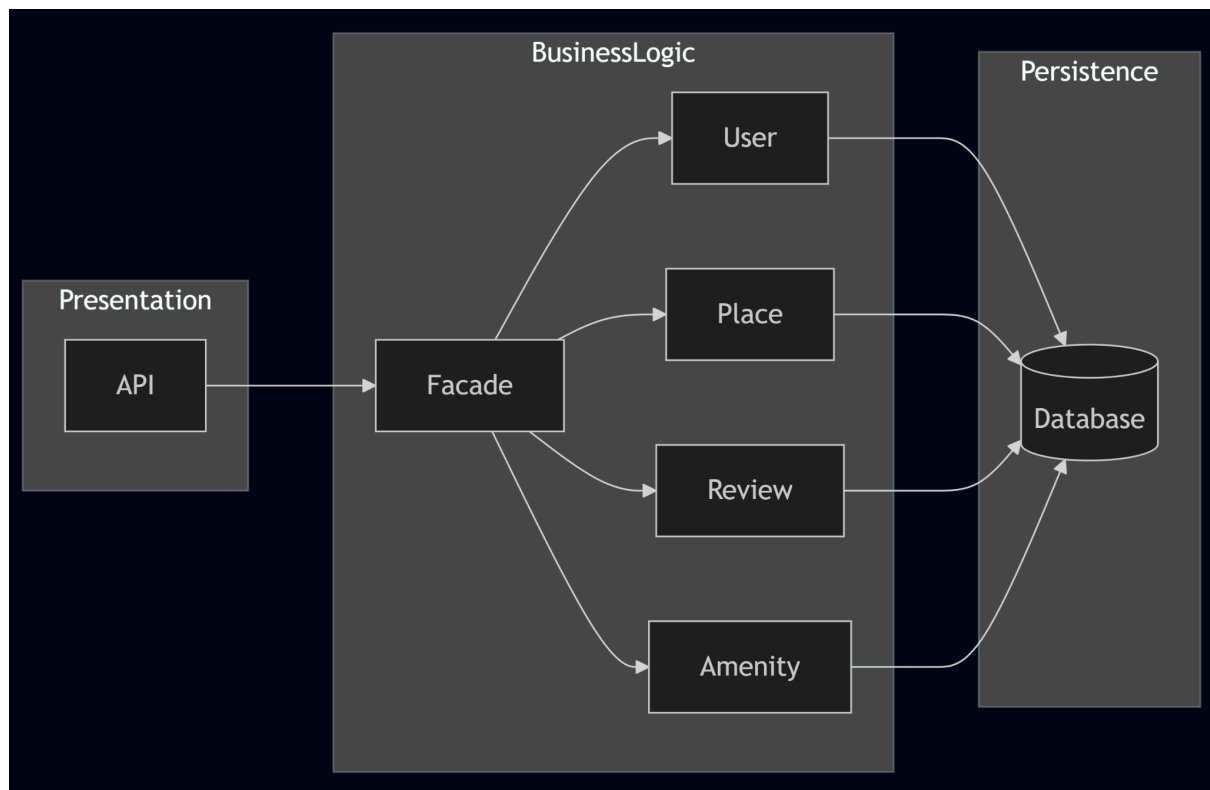 Presentation
API
BusinessLogic
Facade
User
Place
Review
Amenity
Persistence
Database